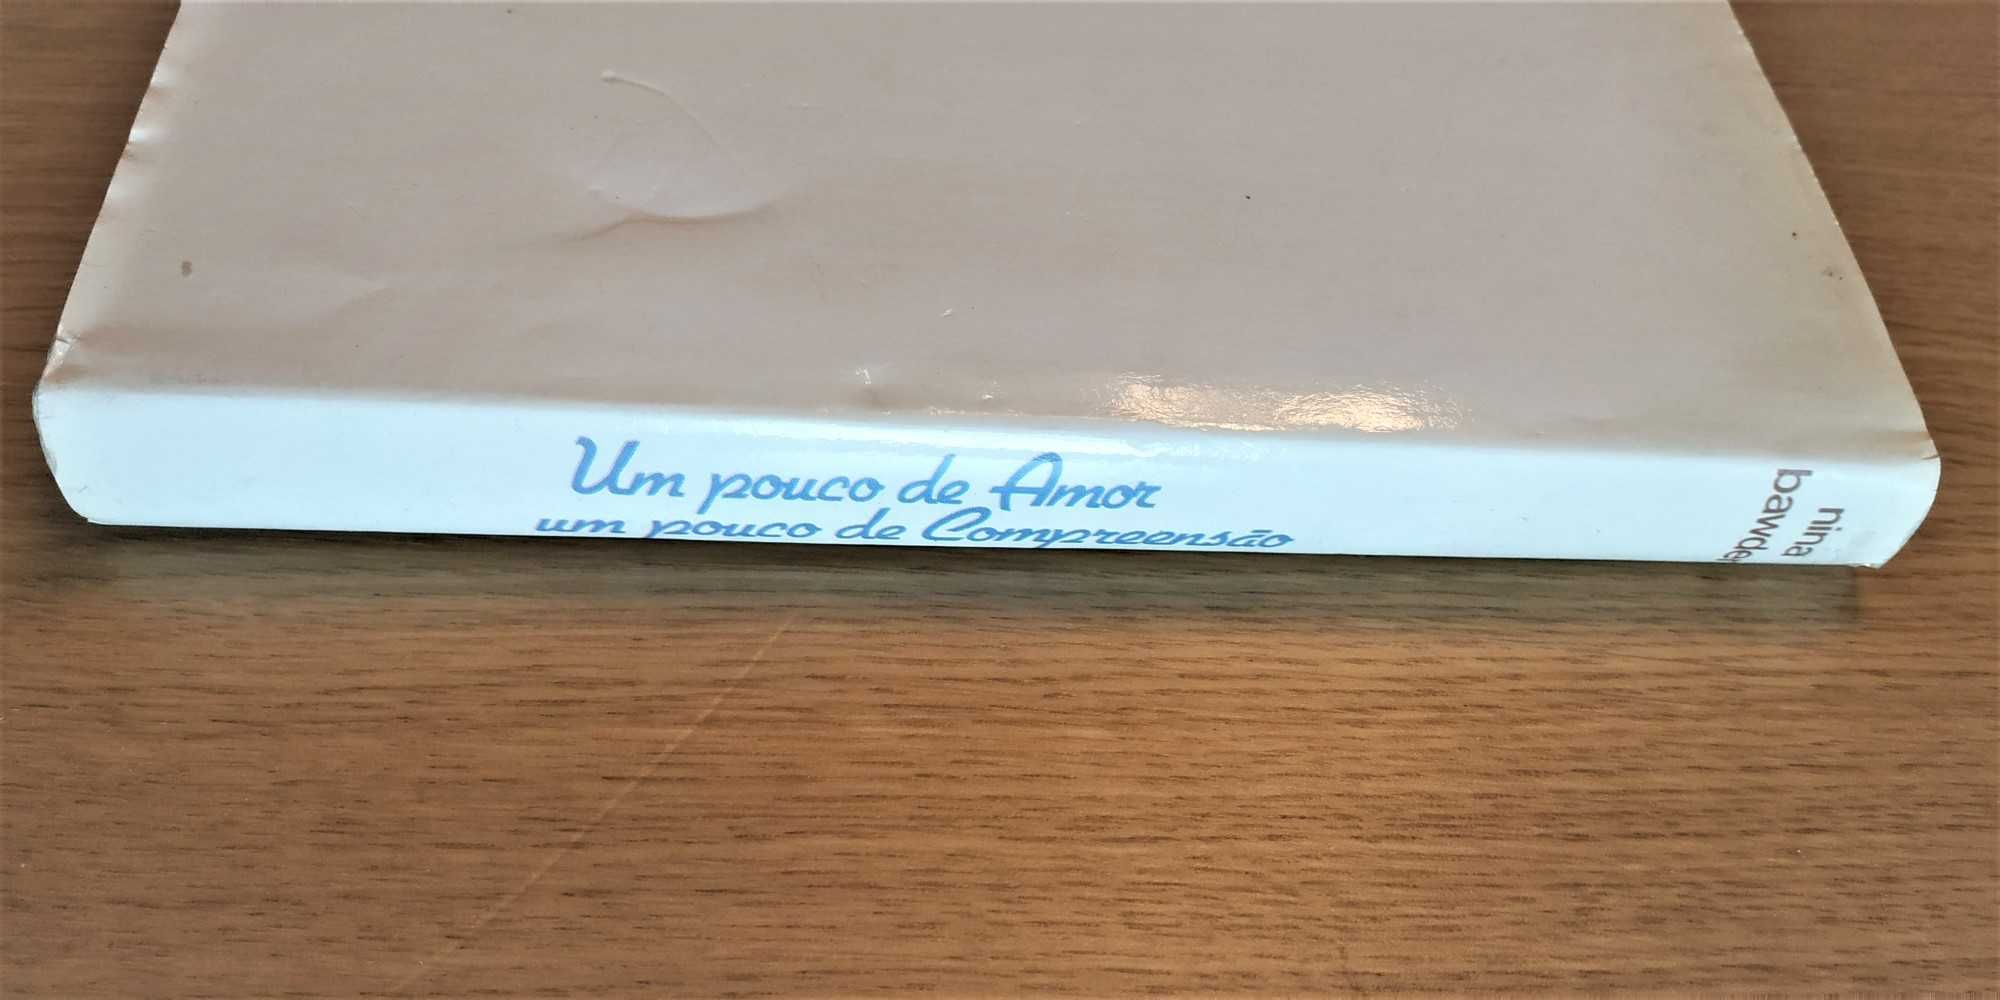 Um pouco de Amor
um pouco de Compreensão
nina
bawde